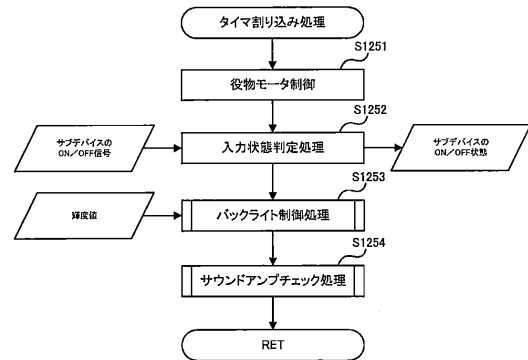 タイマ割り込み処理
S1251
役物モータ制御
S1252
サブデバイスの
ON／OFF信号
入力状態判定処理
サブデバイスの
ON／OFF状態
S1253
輝度値
バックライト制御処理
S1254
サウンドアンプチェック処理
RET